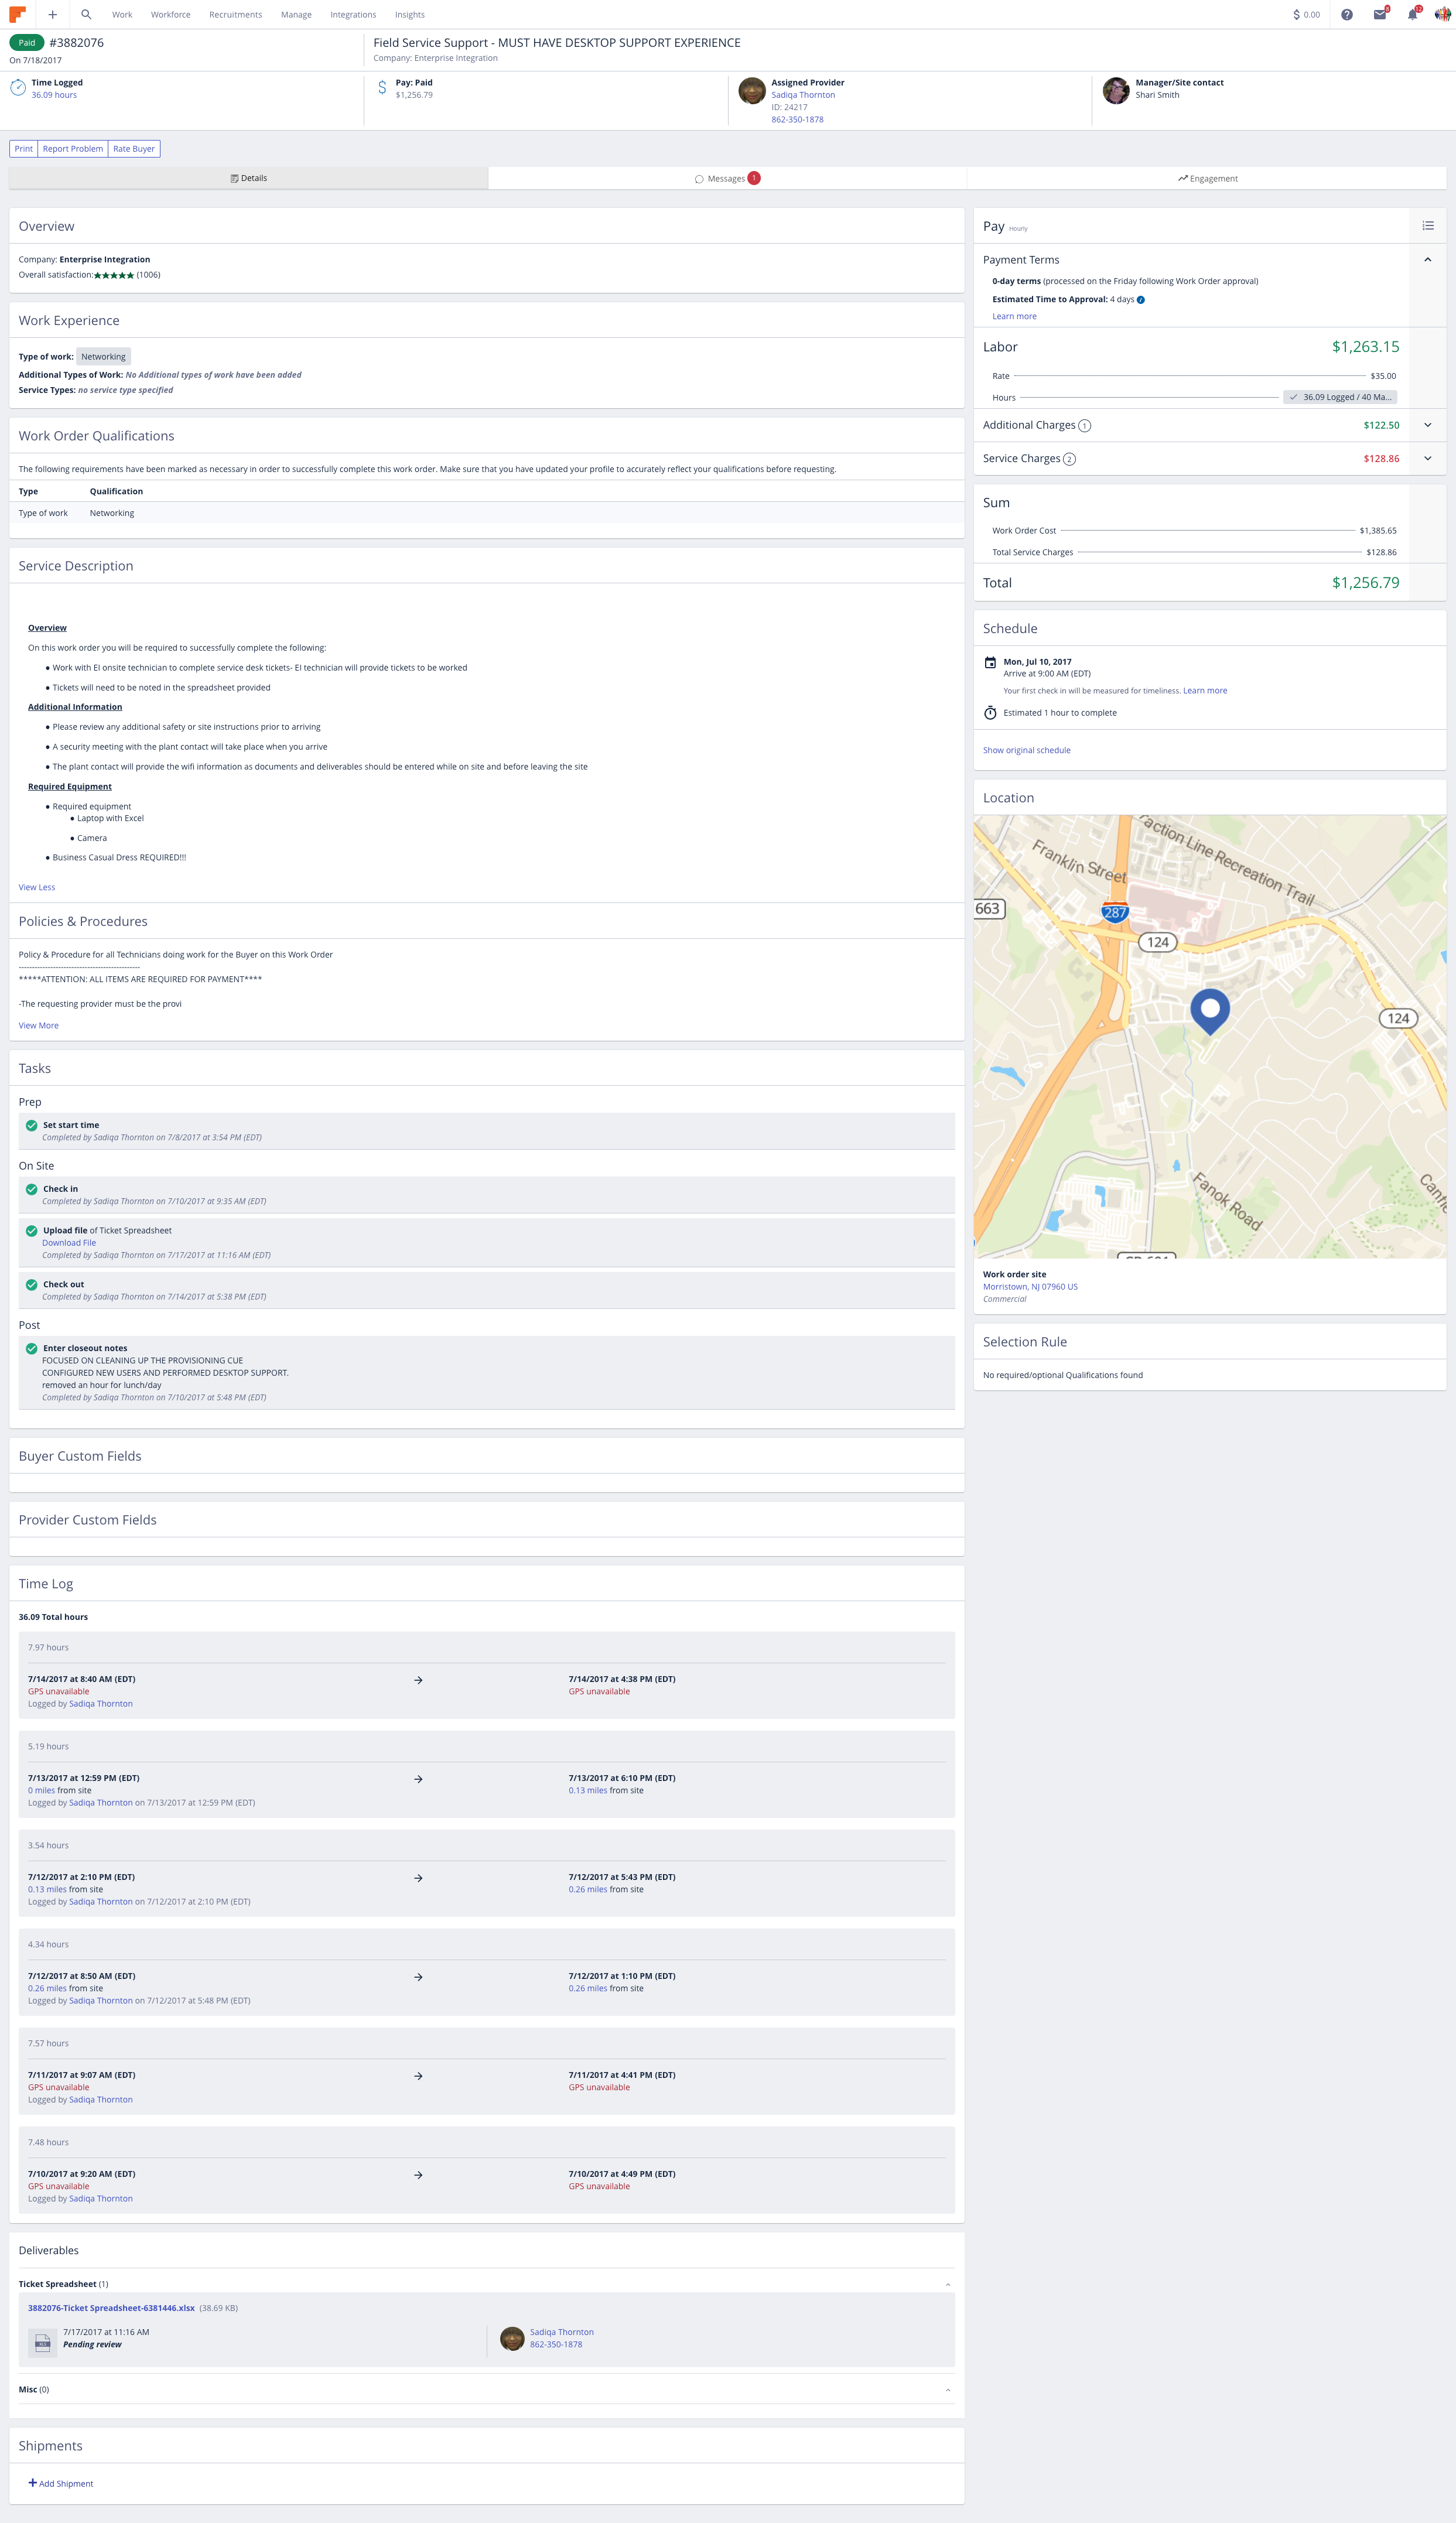 Work Workforce Recruitments Manage Integrations Insights
$ 0.00
8
12
Paid #3882076
On 7/18/2017
Field Service Support - MUST HAVE DESKTOP SUPPORT EXPERIENCE
Company: Enterprise Integration
Time Logged
36.09 hours
Pay: Paid
$1,256.79
Assigned Provider
Sadiqa Thornton
ID: 24217
862-350-1878
Manager/Site contact
Shari Smith
Print Report Problem Rate Buyer
Details
Messages 1
Engagement
Overview
Company: Enterprise Integration
Overall satisfaction:★★★★★ (1006)
Work Experience
Type of work: Networking
Additional Types of Work: No Additional types of work have been added
Service Types: no service type specified
Work Order Qualifications
The following requirements have been marked as necessary in order to successfully complete this work order. Make sure that you have updated your profile to accurately reflect your qualifications before requesting.
Type Qualification
Type of work Networking
Service Description
Overview
On this work order you will be required to successfully complete the following:
● Work with EI onsite technician to complete service desk tickets- EI technician will provide tickets to be worked
● Tickets will need to be noted in the spreadsheet provided
Additional Information
● Please review any additional safety or site instructions prior to arriving
● A security meeting with the plant contact will take place when you arrive
● The plant contact will provide the wifi information as documents and deliverables should be entered while on site and before leaving the site
Required Equipment
● Required equipment
● Laptop with Excel
● Camera
● Business Casual Dress REQUIRED!!!
View Less
Policies & Procedures
Policy & Procedure for all Technicians doing work for the Buyer on this Work Order
----------------------------------------------
*****ATTENTION: ALL ITEMS ARE REQUIRED FOR PAYMENT****
-The requesting provider must be the provi
View More
Tasks
Prep
Set start time
Completed by Sadiqa Thornton on 7/8/2017 at 3:54 PM (EDT)
On Site
Check in
Completed by Sadiqa Thornton on 7/10/2017 at 9:35 AM (EDT)
Upload file of Ticket Spreadsheet
Download File
Completed by Sadiqa Thornton on 7/17/2017 at 11:16 AM (EDT)
Check out
Completed by Sadiqa Thornton on 7/14/2017 at 5:38 PM (EDT)
Post
Enter closeout notes
FOCUSED ON CLEANING UP THE PROVISIONING CUE
CONFIGURED NEW USERS AND PERFORMED DESKTOP SUPPORT.
removed an hour for lunch/day
Completed by Sadiqa Thornton on 7/10/2017 at 5:48 PM (EDT)
Buyer Custom Fields
Provider Custom Fields
Time Log
36.09 Total hours
7.97 hours
7/14/2017 at 8:40 AM (EDT) → 7/14/2017 at 4:38 PM (EDT)
GPS unavailable GPS unavailable
Logged by Sadiqa Thornton
5.19 hours
7/13/2017 at 12:59 PM (EDT) → 7/13/2017 at 6:10 PM (EDT)
0 miles from site 0.13 miles from site
Logged by Sadiqa Thornton on 7/13/2017 at 12:59 PM (EDT)
3.54 hours
7/12/2017 at 2:10 PM (EDT) → 7/12/2017 at 5:43 PM (EDT)
0.13 miles from site 0.26 miles from site
Logged by Sadiqa Thornton on 7/12/2017 at 2:10 PM (EDT)
4.34 hours
7/12/2017 at 8:50 AM (EDT) → 7/12/2017 at 1:10 PM (EDT)
0.26 miles from site 0.26 miles from site
Logged by Sadiqa Thornton on 7/12/2017 at 5:48 PM (EDT)
7.57 hours
7/11/2017 at 9:07 AM (EDT) → 7/11/2017 at 4:41 PM (EDT)
GPS unavailable GPS unavailable
Logged by Sadiqa Thornton
7.48 hours
7/10/2017 at 9:20 AM (EDT) → 7/10/2017 at 4:49 PM (EDT)
GPS unavailable GPS unavailable
Logged by Sadiqa Thornton
Deliverables
Ticket Spreadsheet (1)
3882076-Ticket Spreadsheet-6381446.xlsx (38.69 KB)
7/17/2017 at 11:16 AM
Pending review
Sadiqa Thornton
862-350-1878
Misc (0)
Shipments
+ Add Shipment
Pay Hourly
Payment Terms
0-day terms (processed on the Friday following Work Order approval)
Estimated Time to Approval: 4 days
Learn more
Labor $1,263.15
Rate $35.00
Hours 36.09 Logged / 40 Ma...
Additional Charges 1 $122.50
Service Charges 2 $128.86
Sum
Work Order Cost $1,385.65
Total Service Charges $128.86
Total $1,256.79
Schedule
Mon, Jul 10, 2017
Arrive at 9:00 AM (EDT)
Your first check in will be measured for timeliness. Learn more
Estimated 1 hour to complete
Show original schedule
Location
Franklin Street
action Line Recreation Trail
663
287
124
124
Fanok Road
Work order site
Morristown, NJ 07960 US
Commercial
Selection Rule
No required/optional Qualifications found